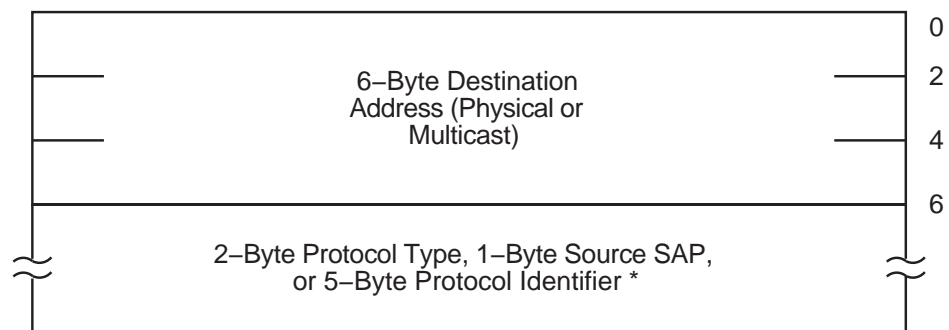 0
6–Byte Destination
2
Address (Physical or
Multicast)
4
6
2–Byte Protocol Type, 1–Byte Source SAP,
or 5–Byte Protocol Identifier *